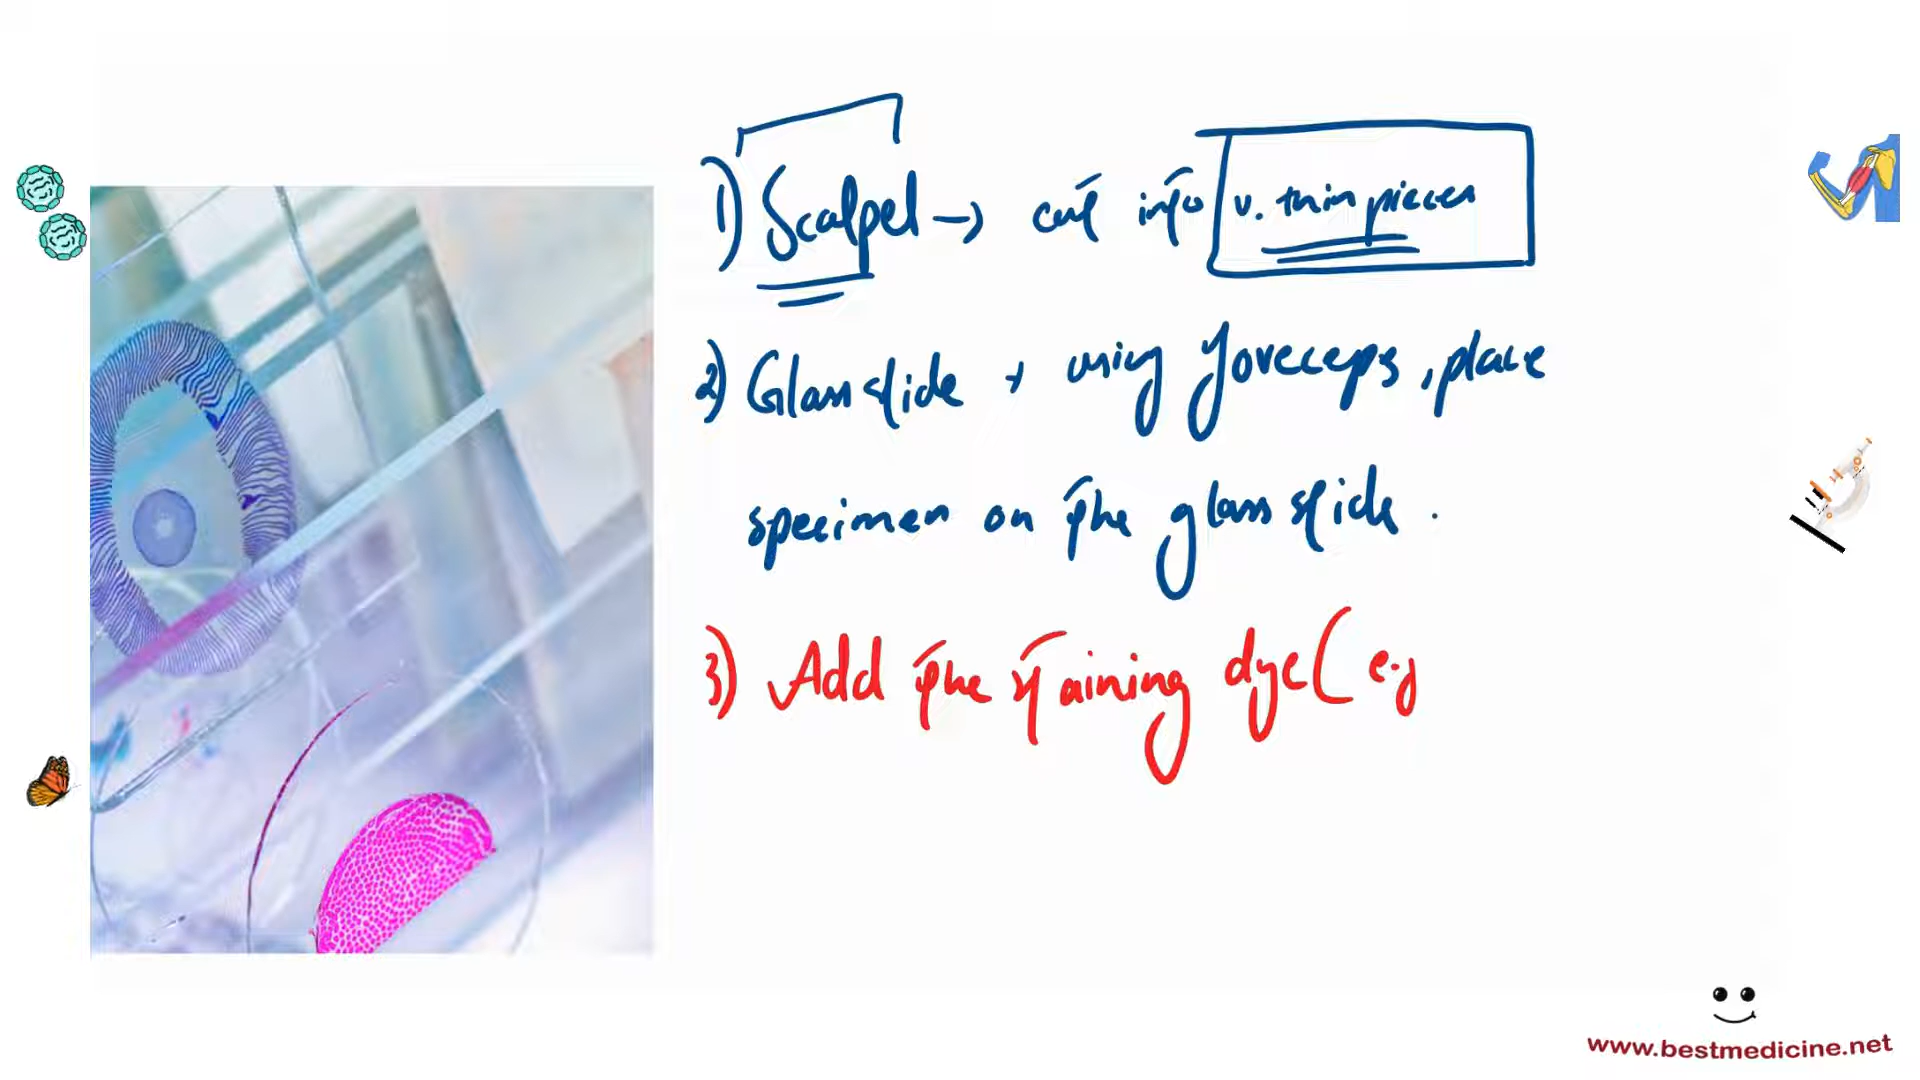 1) Scalpel → cut into v. thin pieces
2) Glass slide + using foreceps, place
specimen on the glass slide.
3) Add the staining dye ( e.g
www.bestmedicine.net